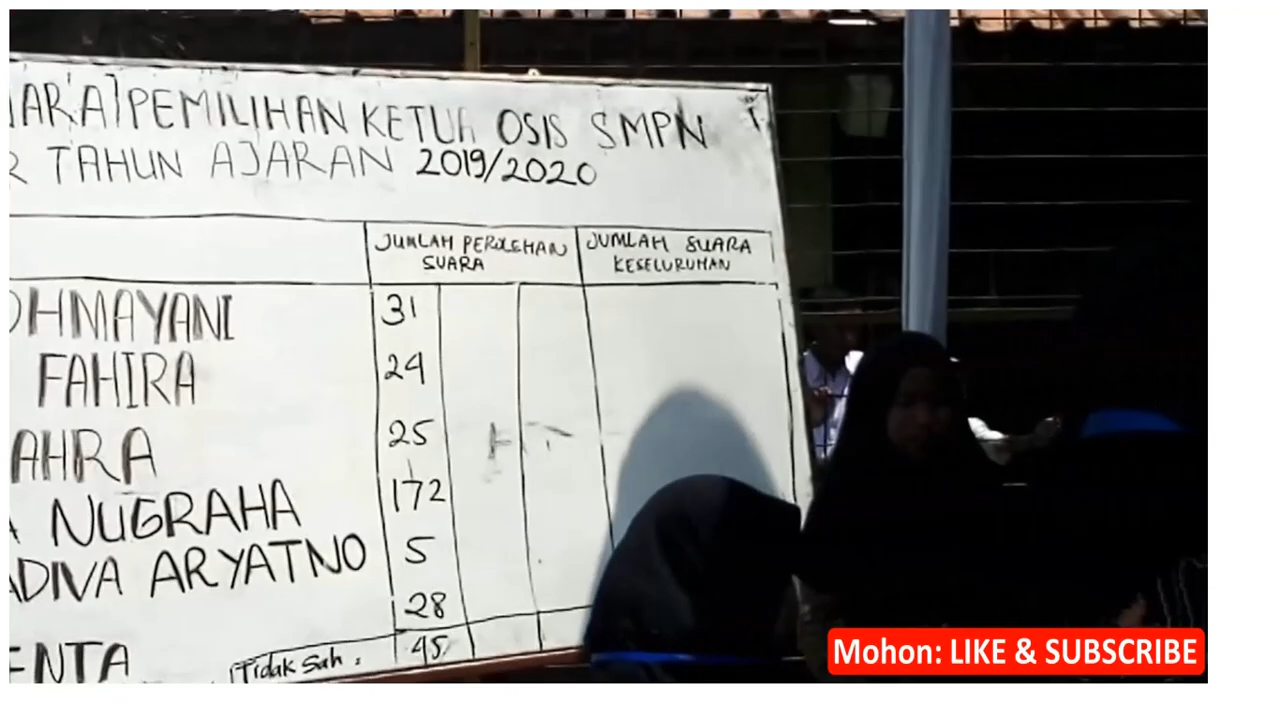 ARA] PEMILIHAN KETUA OSIS SMPN
TAHUN AJARAN 2019/2020
JUMLAH PEROLEHAN SUARA
JUMLAH SUARA KESELURUHAN
OHMAYANI 31
FAHIRA 24
AHRA 25
NUGRAHA 172
ADIVA ARYATNO 5
28
ENTA
Tidak Sah : 45
Mohon: LIKE & SUBSCRIBE